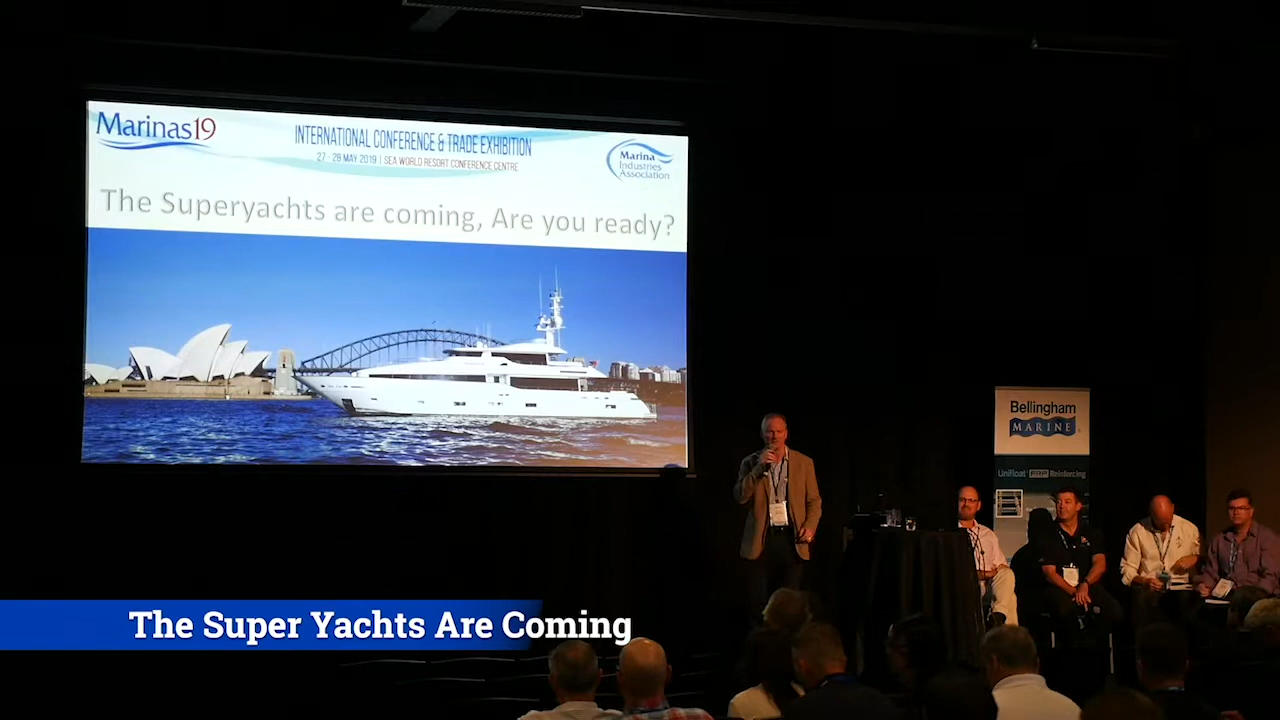 Marinas19
INTERNATIONAL CONFERENCE & TRADE EXHIBITION
27 - 28 MAY 2019 | SEA WORLD RESORT CONFERENCE CENTRE
Marina
Industries
Association
The Superyachts are coming, Are you ready?
Bellingham
MARINE
Unifloat FRP Reinforcing
The Super Yachts Are Coming